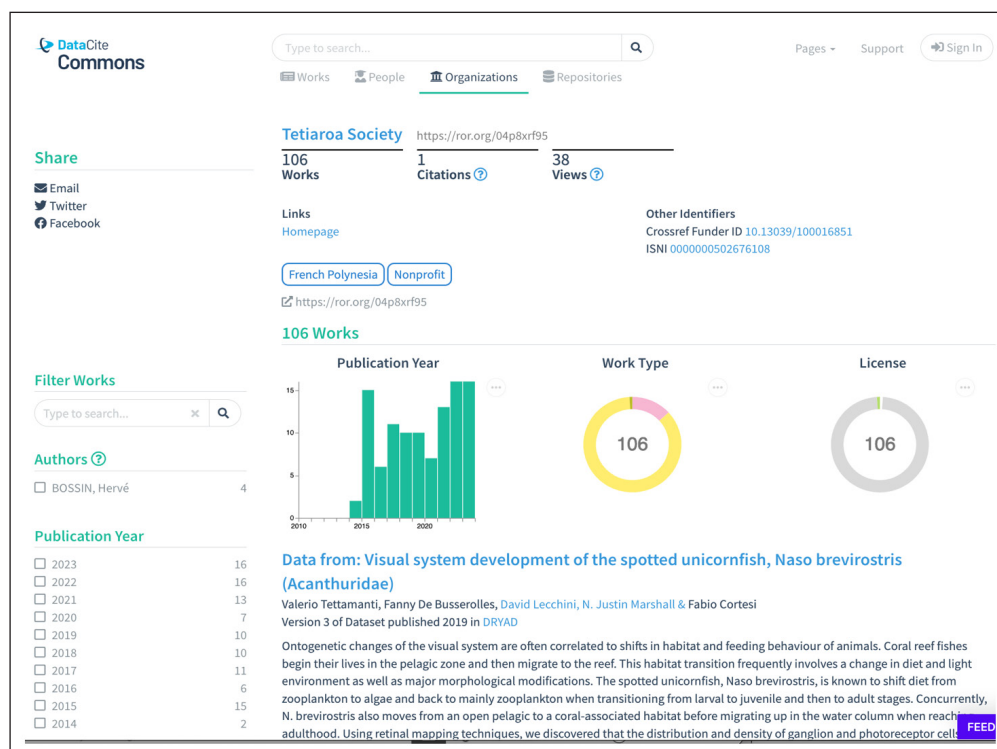 DataCite
Commons
Type to search...
Pages
Support
Sign In
Works
People
Organizations
Repositories
Share
Email
Twitter
Facebook
Tetiaroa Society https://ror.org/04p8xrf95
106
Works
1
Citations
38
Views
Links
Homepage
Other Identifiers
Crossref Funder ID 10.13039/100016851
ISNI 0000000502676108
French Polynesia
Nonprofit
https://ror.org/04p8xrf95
106 Works
Filter Works
Type to search...
Authors
BOSSIN, Hervé 4
Publication Year
2023 16
2022 16
2021 13
2020 7
2019 10
2018 10
2017 11
2016 6
2015 15
2014 2
Publication Year
15
10
5
0
2010
2015
2020
Work Type
106
License
106
Data from: Visual system development of the spotted unicornfish, Naso brevirostris
(Acanthuridae)
Valerio Tettamanti, Fanny De Busserolles, David Lecchini, N. Justin Marshall & Fabio Cortesi
Version 3 of Dataset published 2019 in DRYAD
Ontogenetic changes of the visual system are often correlated to shifts in habitat and feeding behaviour of animals. Coral reef fishes
begin their lives in the pelagic zone and then migrate to the reef. This habitat transition frequently involves a change in diet and light
environment as well as major morphological modifications. The spotted unicornfish, Naso brevirostris, is known to shift diet from
zooplankton to algae and back to mainly zooplankton when transitioning from larval to juvenile and then to adult stages. Concurrently,
N. brevirostris also moves from an open pelagic to a coral-associated habitat before migrating up in the water column when
adulthood. Using retinal mapping techniques, we discovered that the distribution and density of ganglion and photoreceptor
FEED